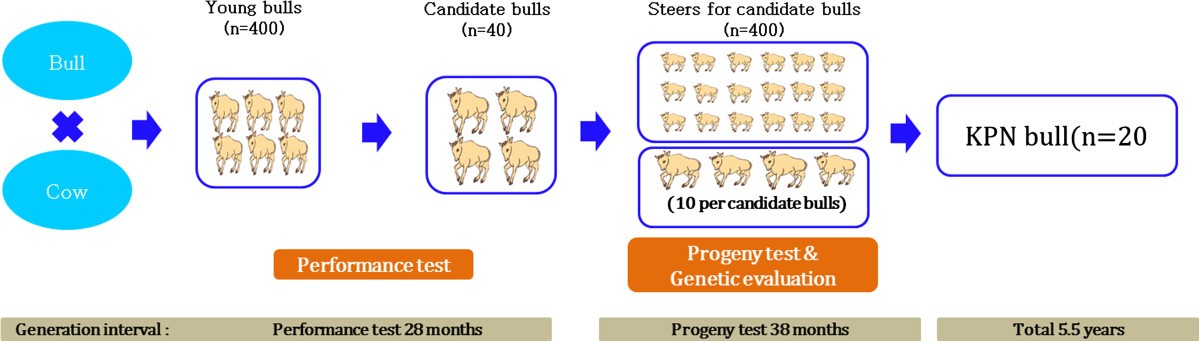 Young bulls
(n=400)
Candidate bulls
(n=40)
Steers for candidate bulls
(n=400)
Bull
Cow
KPN bull(n=20
(10 per candidate bulls)
Performance test
Progeny test &
Genetic evaluation
Generation interval :
Performance test 28 months
Progeny test 38 months
Total 5.5 years